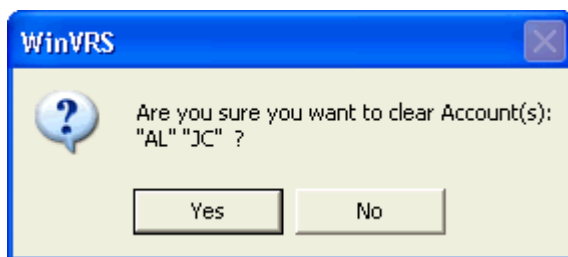 WinVRS
Are you sure you want to clear Account(s):
"AL" "JC" ?
Yes No